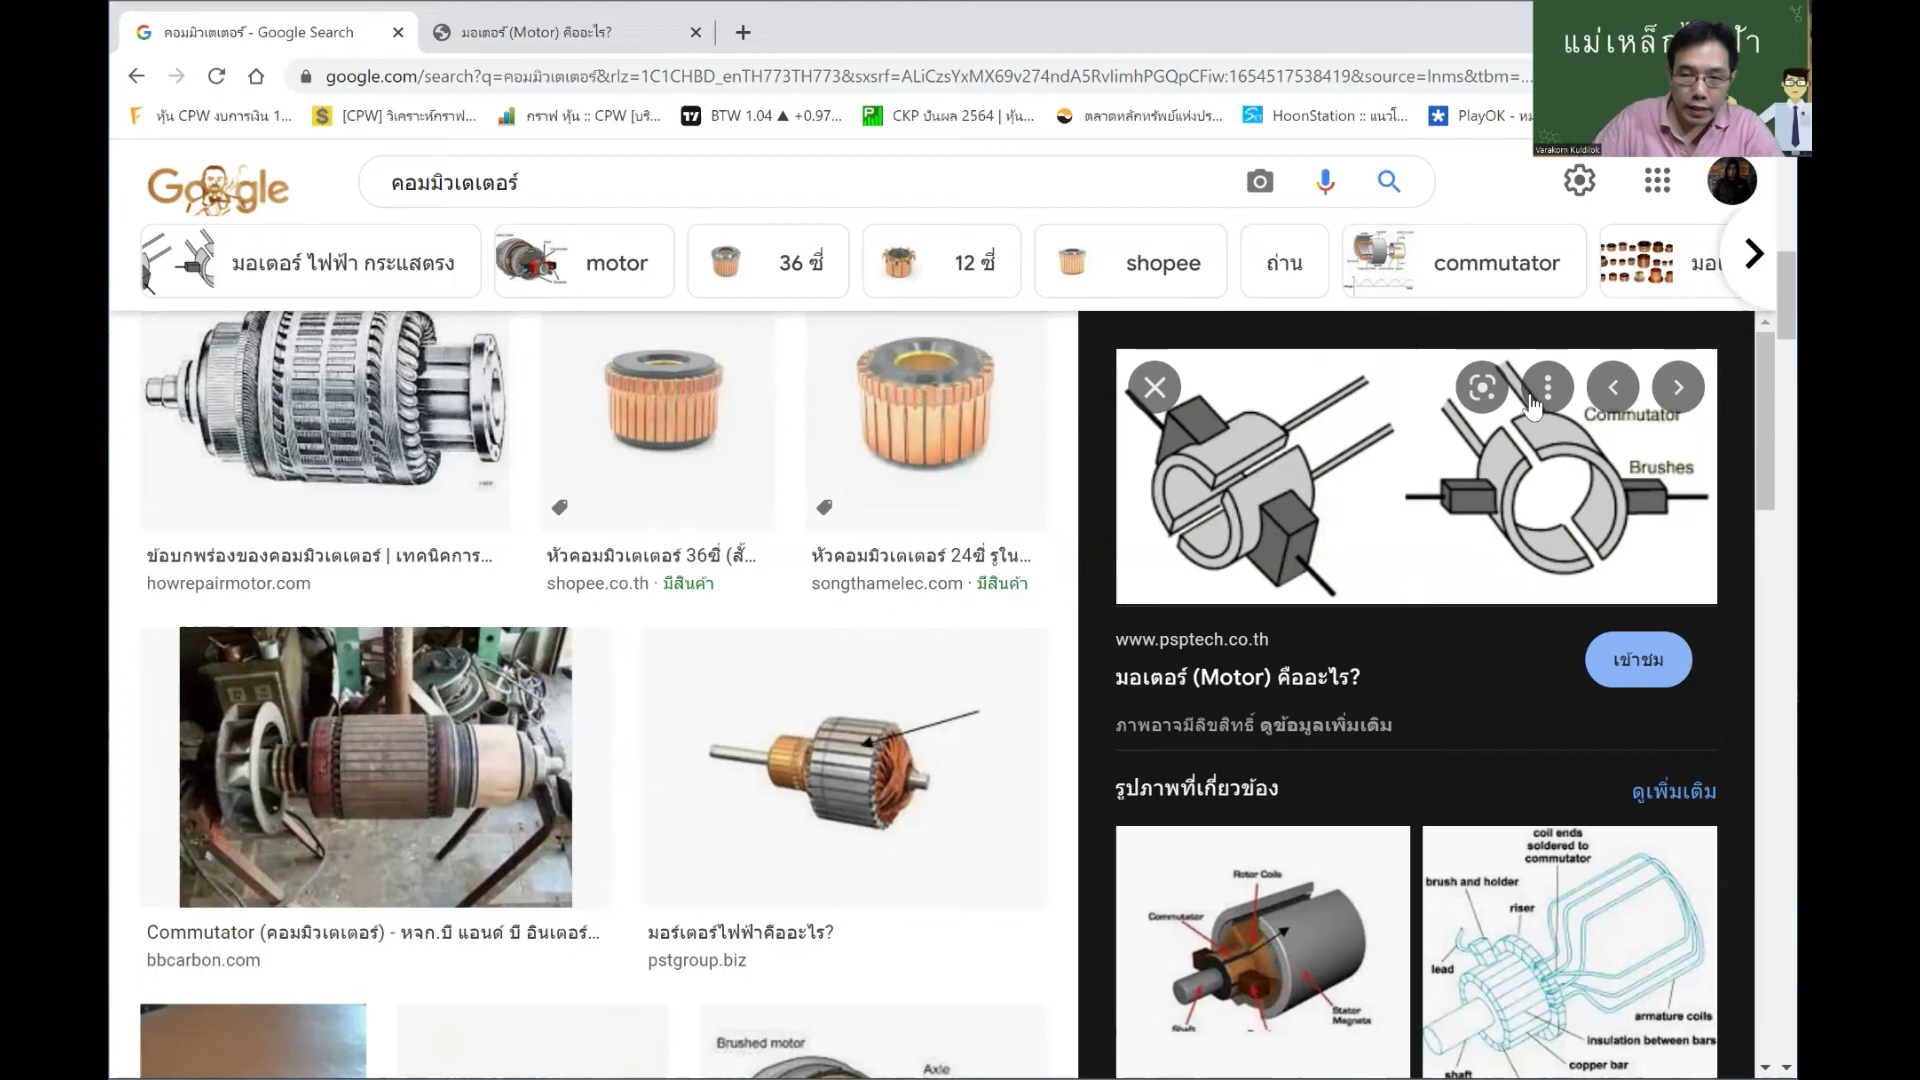 คอมมิวเตเตอร์ - Google Search
มอเตอร์ (Motor) คืออะไร?
แม่เหล็ก
google.com/search?q=คอมมิวเตเตอร์&rlz=1C1CHBD_enTH773TH773&sxsrf=ALiCzsYxMX69v274ndA5RvIimhPGQpCFiw:1654517538419&source=lnms&tbm=...
หุ้น CPW งบการเงิน 1...
[CPW] วิเคราะห์กราฟ...
กราฟ หุ้น :: CPW [บริ...
BTW 1.04 ▲ +0.97...
CKP ปันผล 2564 | หุ้น...
ตลาดหลักทรัพย์แห่งปร...
HoonStation :: แนวโ...
PlayOK - หม
Varakorn Kuldilok
Google
คอมมิวเตเตอร์
มอเตอร์ ไฟฟ้า กระแสตรง
motor
36 ซี่
12 ซี่
shopee
ถ่าน
commutator
มอเ
Commutator
Brushes
ข้อบกพร่องของคอมมิวเตเตอร์ | เทคนิคการ...
howrepairmotor.com
หัวคอมมิวเตเตอร์ 36ซี่ (สั้...
shopee.co.th · มีสินค้า
หัวคอมมิวเตเตอร์ 24ซี่ รูใน...
songthamelec.com · มีสินค้า
www.psptech.co.th
มอเตอร์ (Motor) คืออะไร?
เข้าชม
ภาพอาจมีลิขสิทธิ์ ดูข้อมูลเพิ่มเติม
รูปภาพที่เกี่ยวข้อง
ดูเพิ่มเติม
Commutator (คอมมิวเตเตอร์) - หจก.บี แอนด์ บี อินเตอร์...
bbcarbon.com
มอร์เตอร์ไฟฟ้าคืออะไร?
pstgroup.biz
Rotor Coils
Commutator
Stator
Magnets
Shaft
coil ends
soldered to
commutator
brush and holder
riser
lead
armature coils
insulation between bars
copper bar
shaft
Brushed motor
Axle